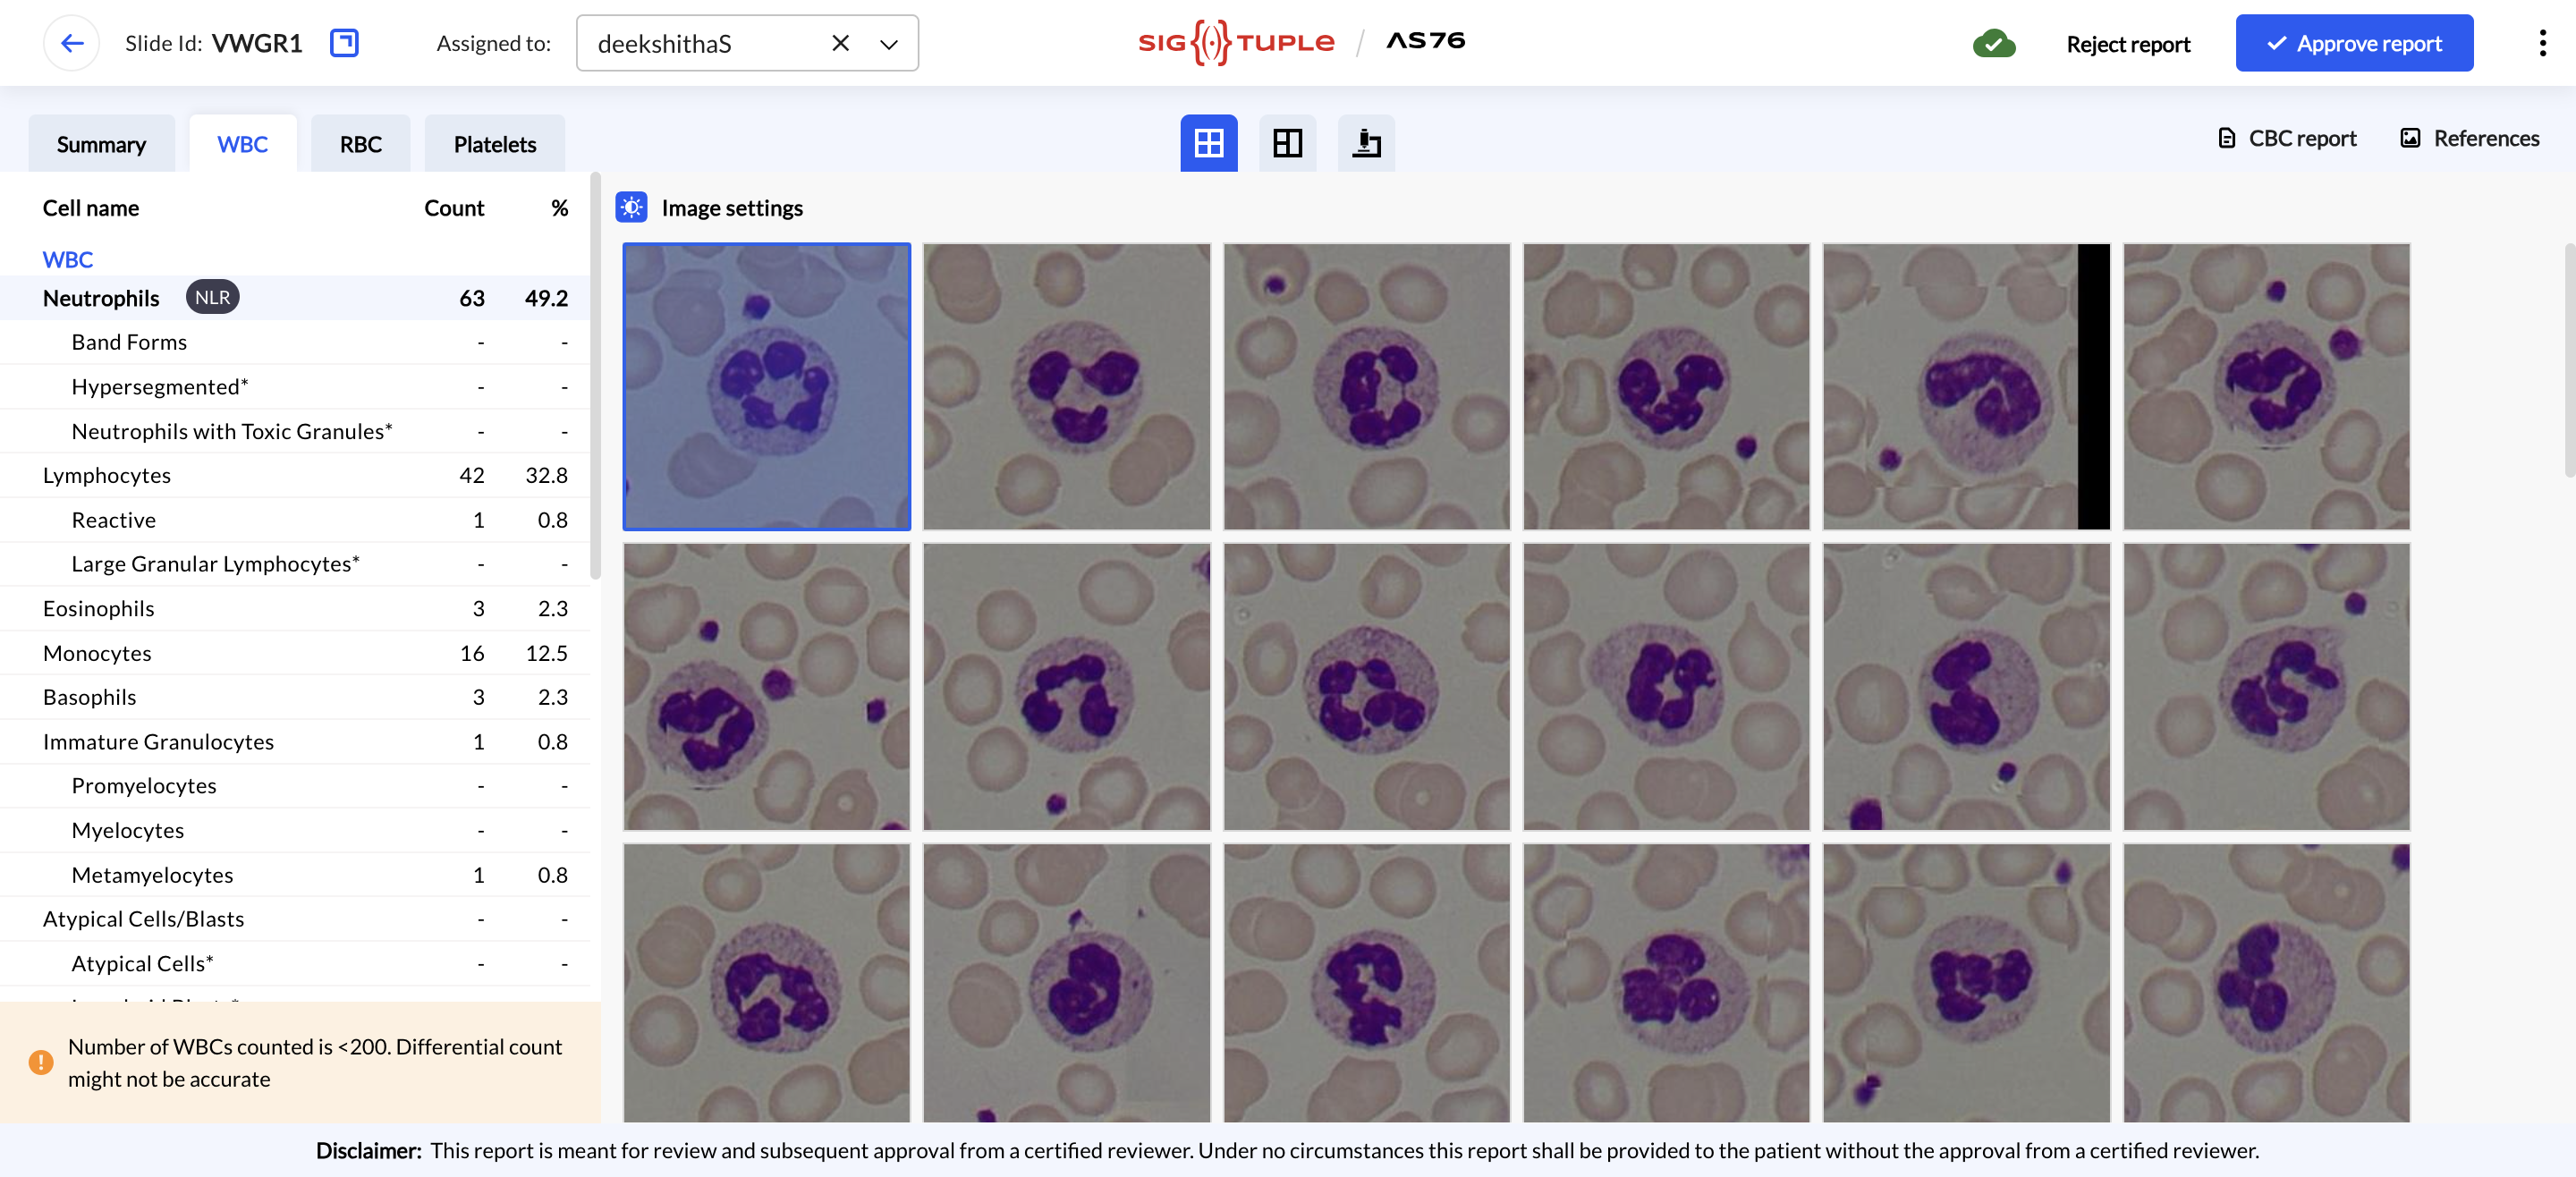 Slide Id: VWGR1
Assigned to: deekshithaS
SIG TUPLE / AS76
Reject report
Approve report
Summary
WBC
RBC
Platelets
CBC report
References
Cell name Count %
WBC
Neutrophils NLR 63 49.2
Band Forms - -
Hypersegmented* - -
Neutrophils with Toxic Granules* - -
Lymphocytes 42 32.8
Reactive 1 0.8
Large Granular Lymphocytes* - -
Eosinophils 3 2.3
Monocytes 16 12.5
Basophils 3 2.3
Immature Granulocytes 1 0.8
Promyelocytes - -
Myelocytes - -
Metamyelocytes 1 0.8
Atypical Cells/Blasts - -
Atypical Cells* - -
Number of WBCs counted is <200. Differential count
might not be accurate
Image settings
Disclaimer: This report is meant for review and subsequent approval from a certified reviewer. Under no circumstances this report shall be provided to the patient without the approval from a certified reviewer.